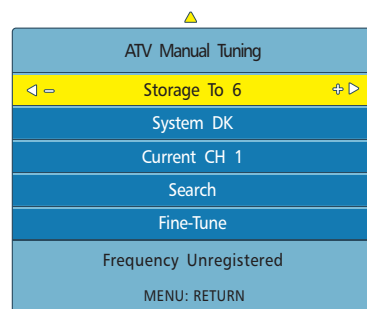 ATV Manual Tuning
Storage To 6
System DK
Current CH 1
Search
Fine-Tune
Frequency Unregistered
MENU: RETURN